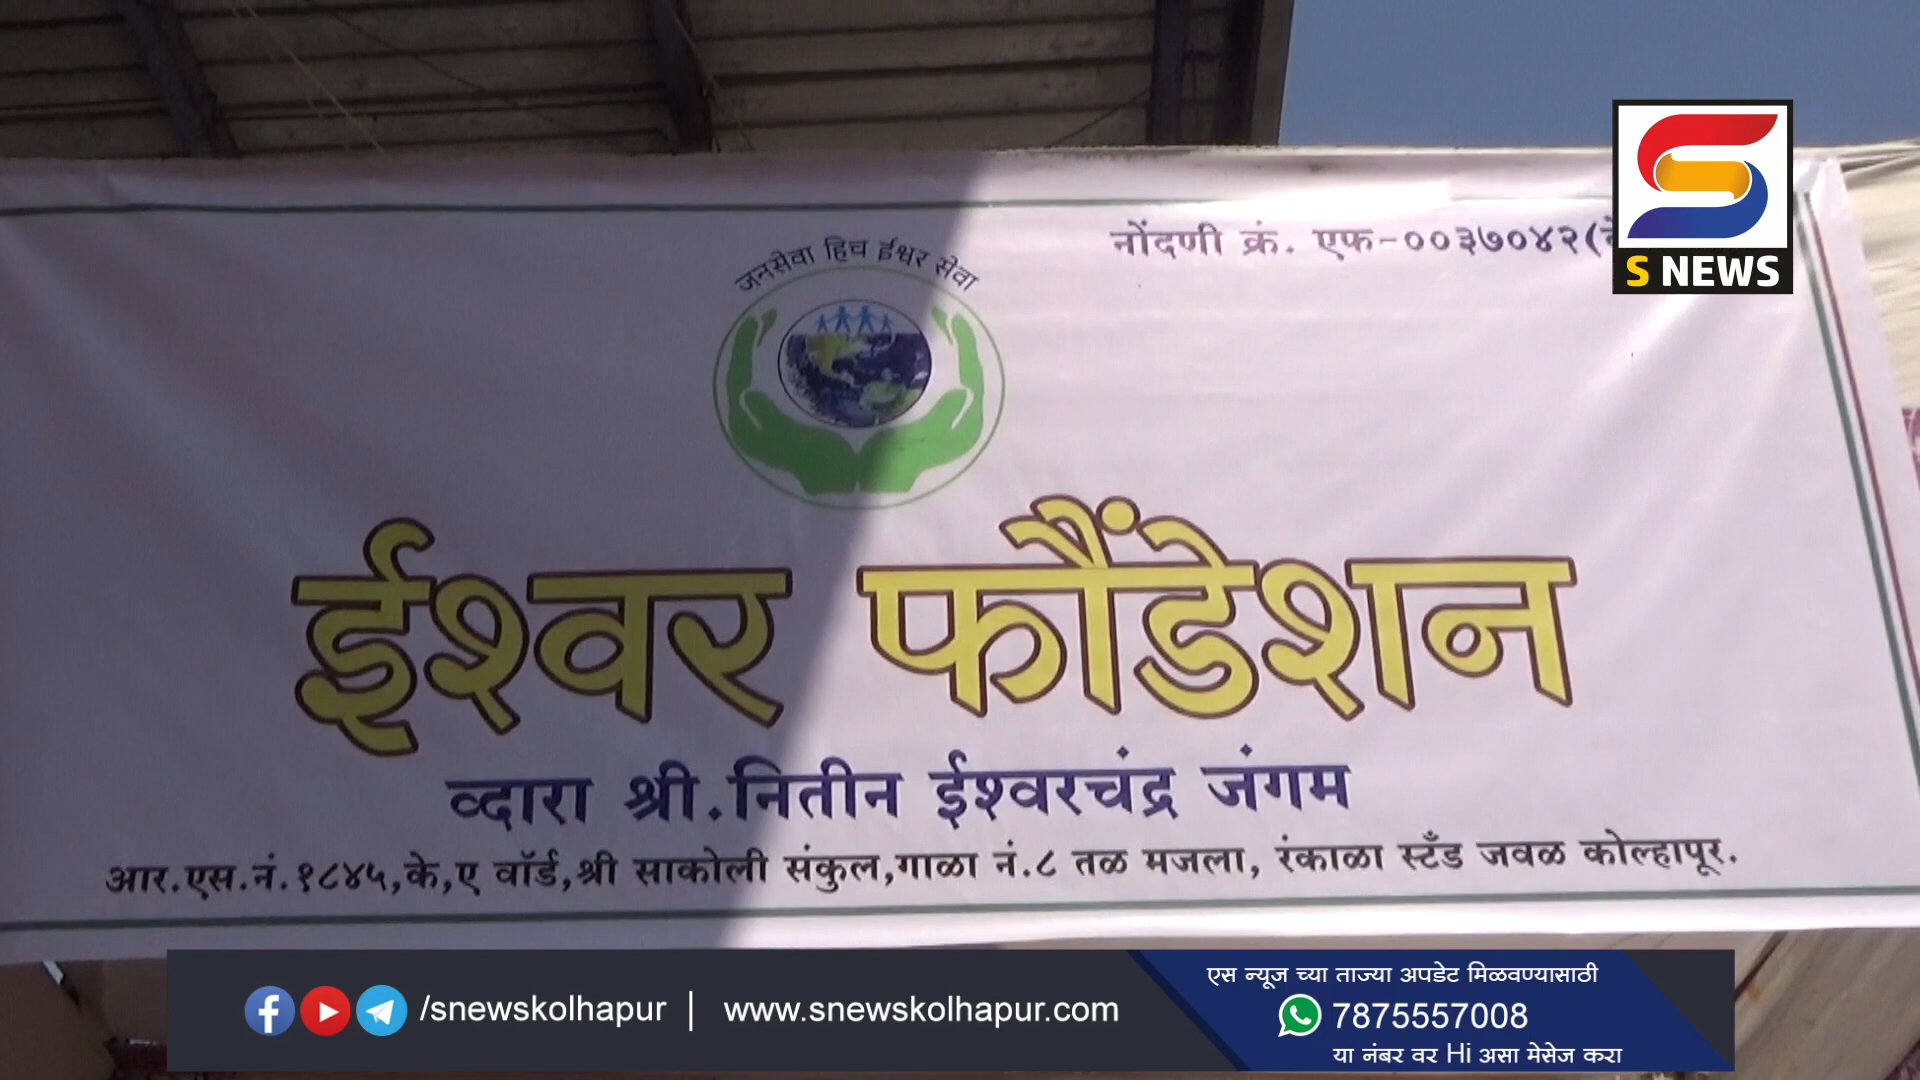 नोंदणी क्रं. एफ-००३७०४२
जनसेवा हिच ईश्वर सेवा
S NEWS
ईश्वर फौंडेशन
व्दारा श्री.नितीन ईश्वरचंद्र जंगम
आर.एस.नं.१८४५,के,ए वॉर्ड,श्री साकोली संकुल,गाळा नं.८ तळ मजला, रंकाळा स्टँड जवळ कोल्हापूर.
/snewskolhapur | www.snewskolhapur.com
एस न्यूज च्या ताज्या अपडेट मिळवण्यासाठी
7875557008
या नंबर वर Hi असा मेसेज करा